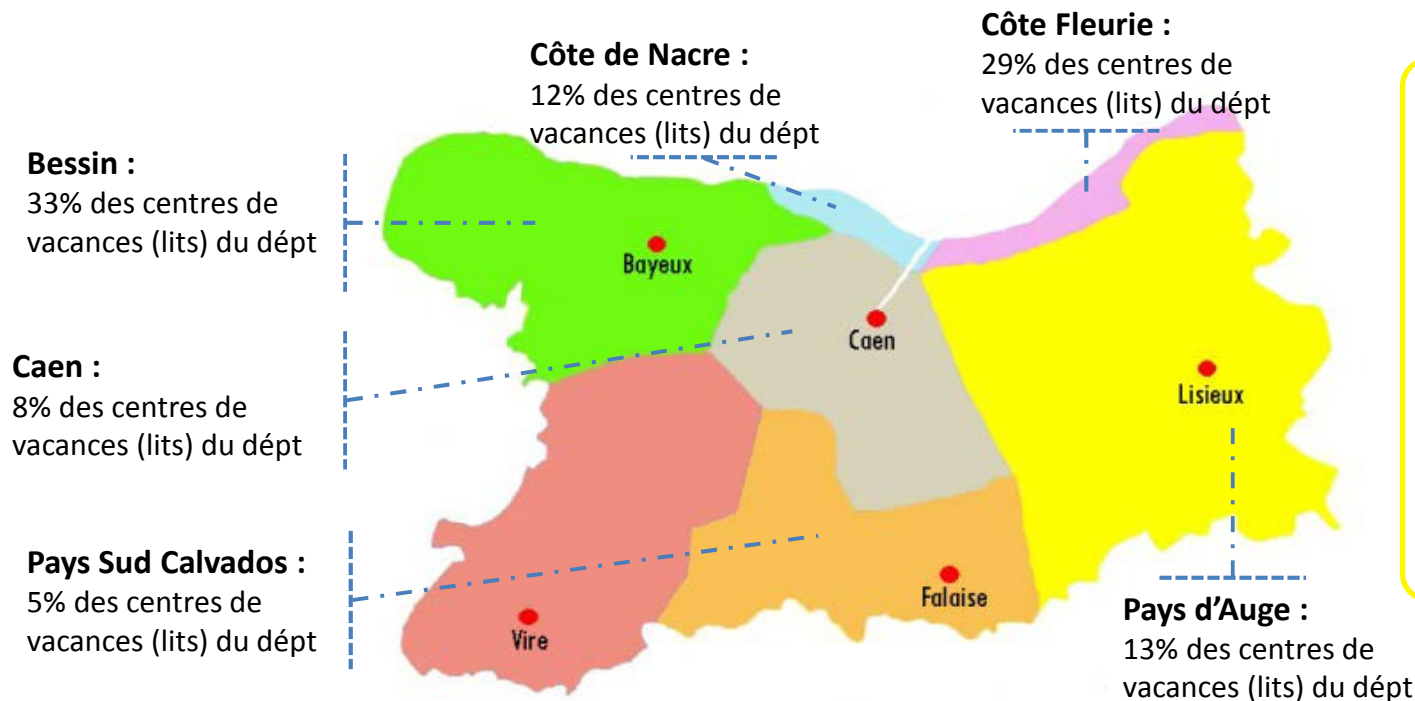 Côte Fleurie :
29% des centres de
vacances (lits) du dépt
Côte de Nacre :
12% des centres de
vacances (lits) du dépt
Bessin :
33% des centres de
vacances (lits) du dépt
Bayeux
Caen
Caen :
8% des centres de
vacances (lits) du dépt
Lisieux
Pays Sud Calvados :
5% des centres de
vacances (lits) du dépt
Falaise
Vire
Pays d’Auge :
13% des centres de
vacances (lits) du dépt